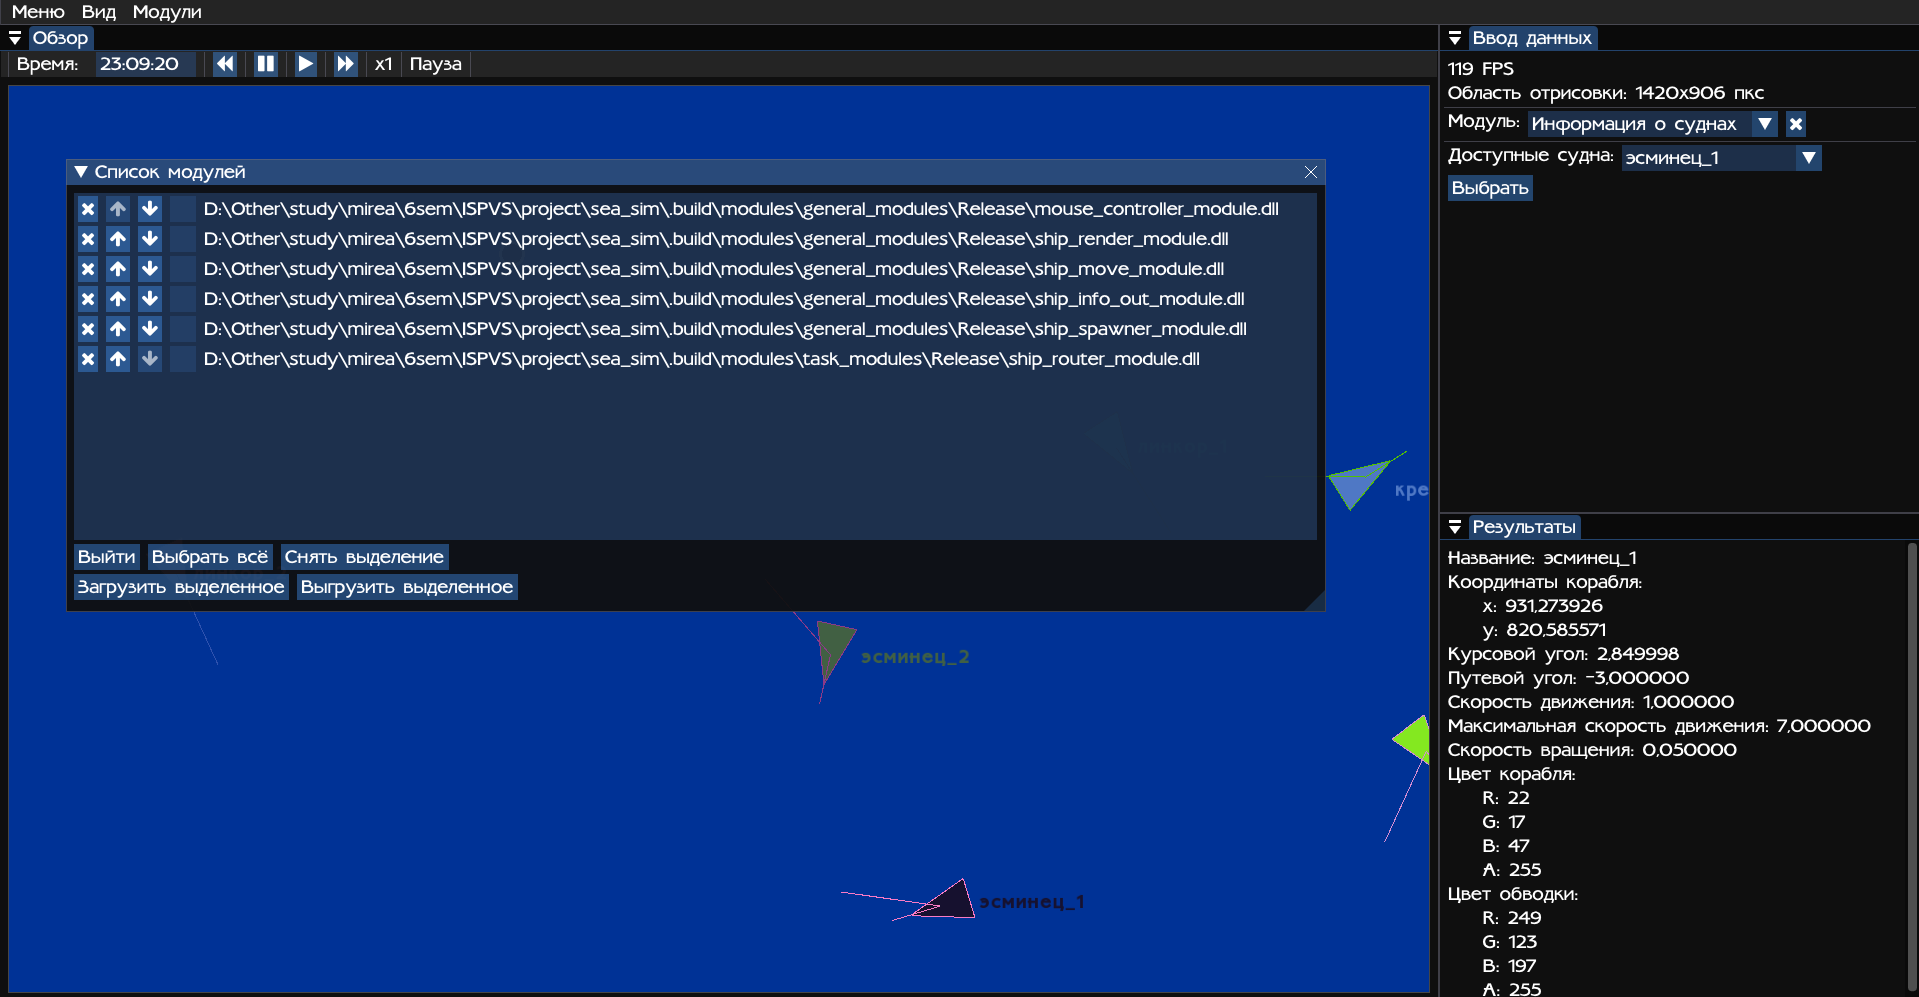 Меню Вид Модули
Обзор
Время: 23:09:20 x1 Пауза
Список модулей
D:\Other\study\mirea\6sem\ISPVS\project\sea_sim\.build\modules\general_modules\Release\mouse_controller_module.dll
D:\Other\study\mirea\6sem\ISPVS\project\sea_sim\.build\modules\general_modules\Release\ship_render_module.dll
D:\Other\study\mirea\6sem\ISPVS\project\sea_sim\.build\modules\general_modules\Release\ship_move_module.dll
D:\Other\study\mirea\6sem\ISPVS\project\sea_sim\.build\modules\general_modules\Release\ship_info_out_module.dll
D:\Other\study\mirea\6sem\ISPVS\project\sea_sim\.build\modules\general_modules\Release\ship_spawner_module.dll
D:\Other\study\mirea\6sem\ISPVS\project\sea_sim\.build\modules\task_modules\Release\ship_router_module.dll
Выйти Выбрать всё Снять выделение
Загрузить выделенное Выгрузить выделенное
кре
эсминец_2
эсминец_1
Ввод данных
119 FPS
Область отрисовки: 1420x906 пкс
Модуль: Информация о суднах
Доступные судна: эсминец_1
Выбрать
Результаты
Название: эсминец_1
Координаты корабля:
x: 931,273926
y: 820,585571
Курсовой угол: 2,849998
Путевой угол: -3,000000
Скорость движения: 1,000000
Максимальная скорость движения: 7,000000
Скорость вращения: 0,050000
Цвет корабля:
R: 22
G: 17
B: 47
A: 255
Цвет обводки:
R: 249
G: 123
B: 197
A: 255